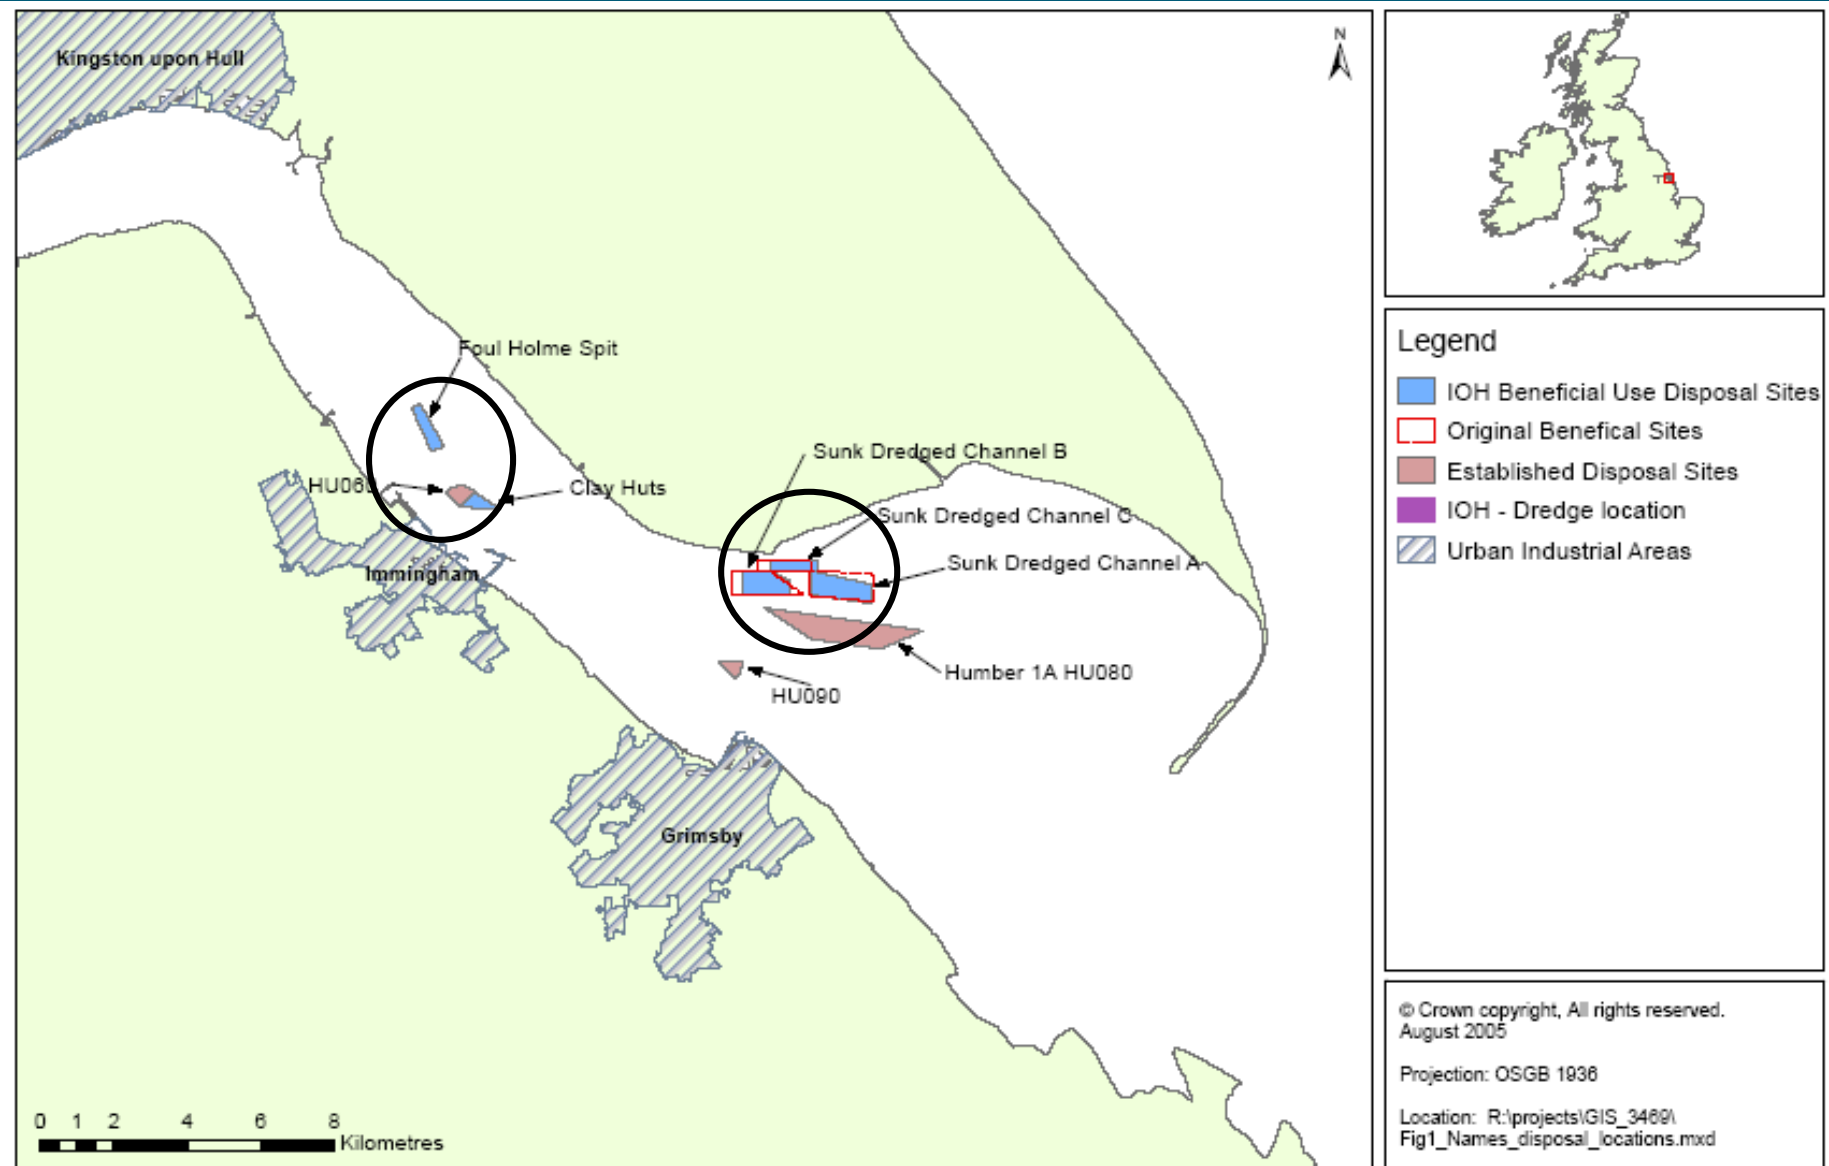 Kingston upon Hull
N
Foul Holme Spit
Sunk Dredged Channel B
HU060
Clay Huts
Sunk Dredged Channel C
Sunk Dredged Channel A
Immingham
Humber 1A HU080
HU090
Grimsby
0 1 2 4 6 8
Kilometres
Legend
IOH Beneficial Use Disposal Sites
Original Benefical Sites
Established Disposal Sites
IOH - Dredge location
Urban Industrial Areas
© Crown copyright, All rights reserved.
August 2005
Projection: OSGB 1936
Location: R:\projects\GIS_3469\
Fig1_Names_disposal_locations.mxd